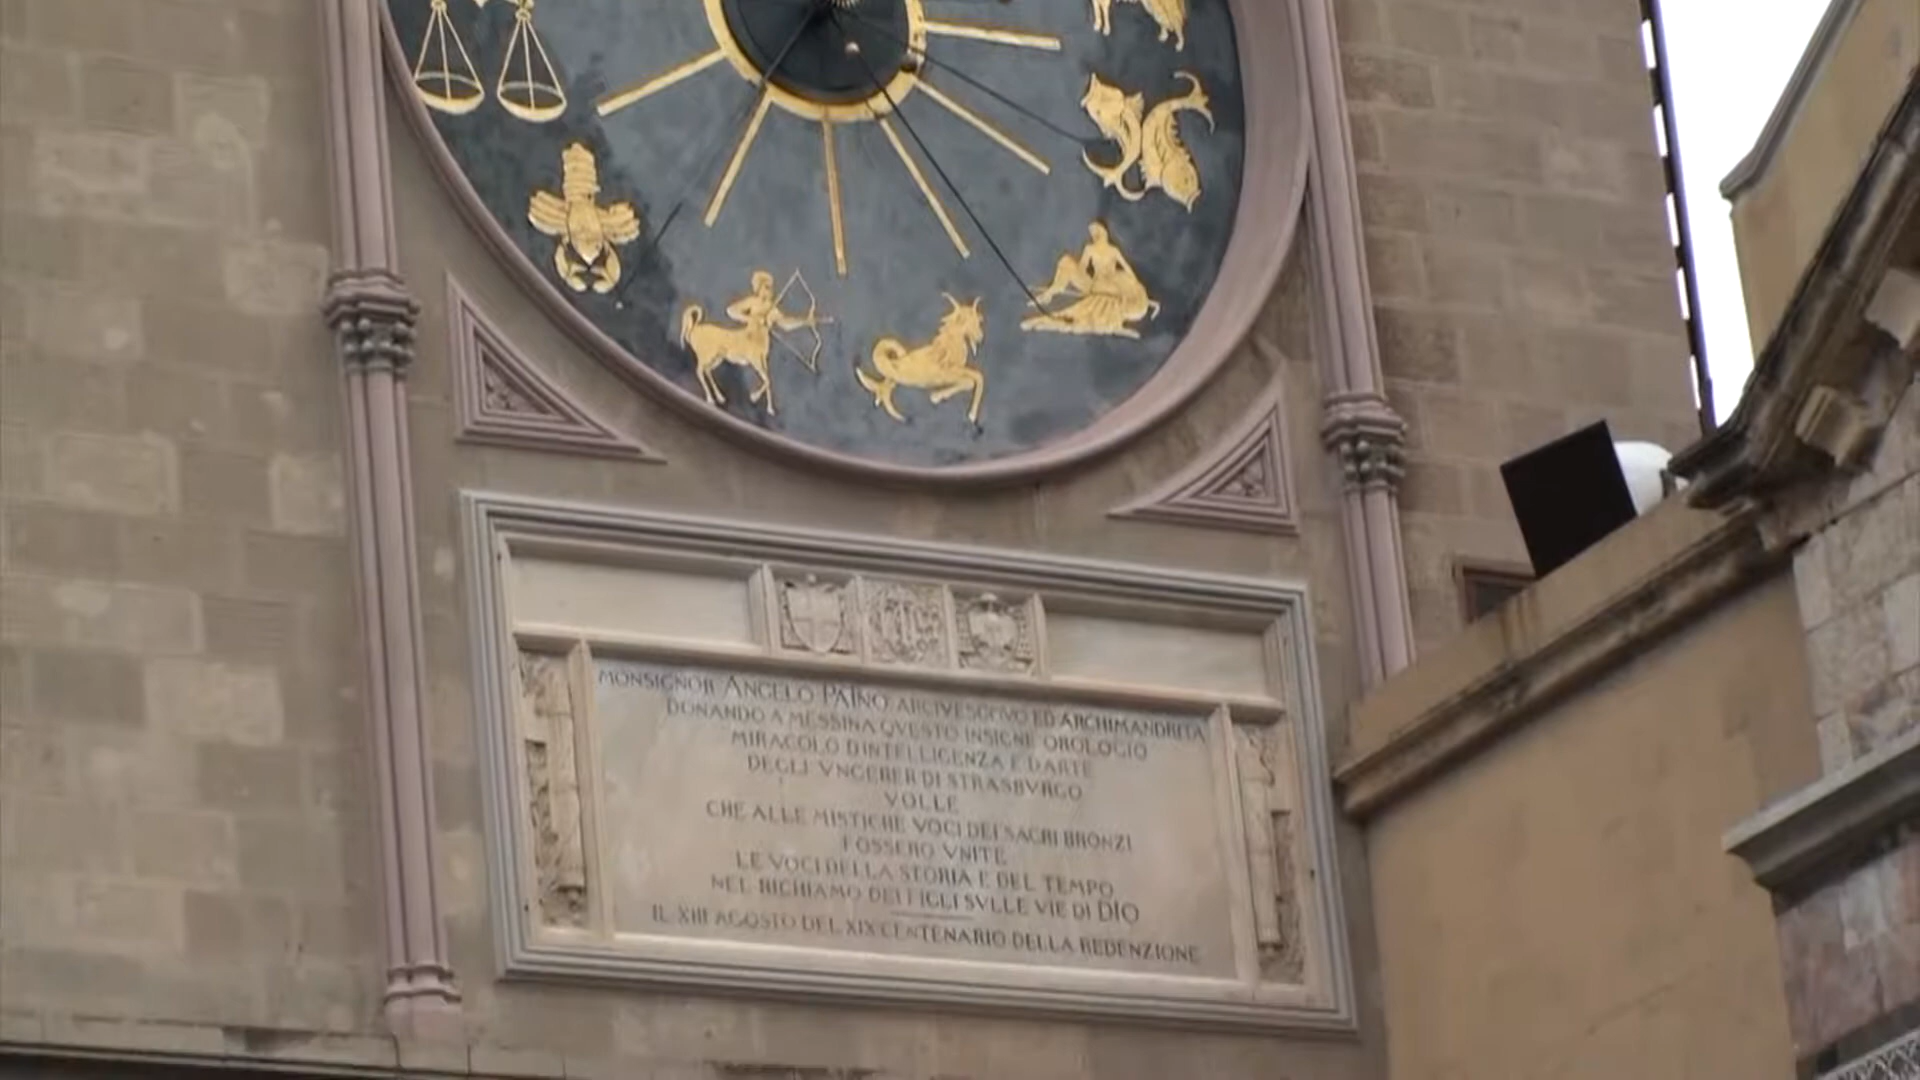 MONSIGNOR ANGELO PAINO ARCIVESCOVO ED ARCHIMANDRITA
DONANDO A MESSINA QVESTO INSIGNE OROLOGIO
MIRACOLO D'INTELLIGENZA E D'ARTE
DEGLI VNGERER DI STRASBVRGO
VOLLE
CHE ALLE MISTICHE VOCI DEI SACRI BRONZI
FOSSERO VNITE
LE VOCI DELLA STORIA E DEL TEMPO
NEL RICHIAMO DEI FIGLI SVLLE VIE DI DIO
IL XIII AGOSTO DEL XIX CENTENARIO DELLA REDENZIONE